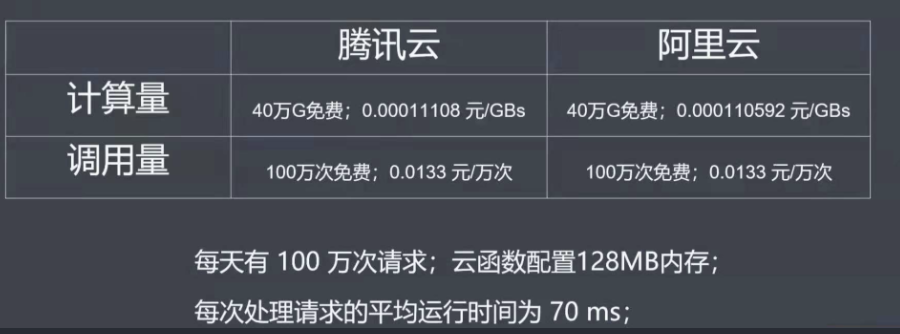 腾讯云 阿里云
计算量 40万G免费；0.00011108 元/GBs 40万G免费；0.000110592 元/GBs
调用量 100万次免费；0.0133 元/万次 100万次免费；0.0133 元/万次
每天有 100 万次请求；云函数配置128MB内存；
每次处理请求的平均运行时间为 70 ms；